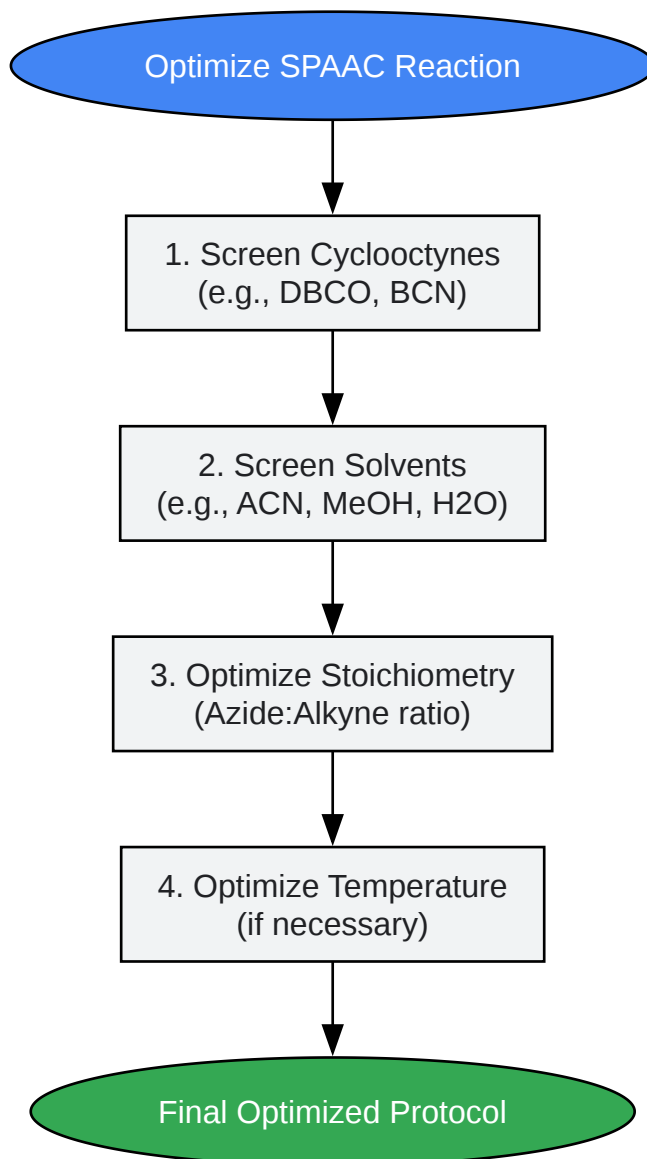 Optimize SPAAC Reaction
1. Screen Cyclooctynes
(e.g., DBCO, BCN)
2. Screen Solvents
(e.g., ACN, MeOH, H2O)
3. Optimize Stoichiometry
(Azide:Alkyne ratio)
4. Optimize Temperature
(if necessary)
Final Optimized Protocol